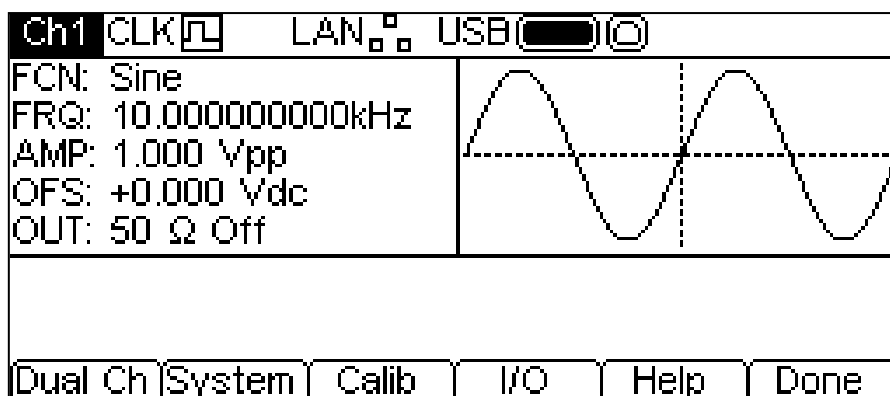 Ch1 CLK LAN USB
FCN: Sine
FRQ: 10.000000000kHz
AMP: 1.000 Vpp
OFS: +0.000 Vdc
OUT: 50 Ω Off
Dual Ch System Calib I/O Help Done